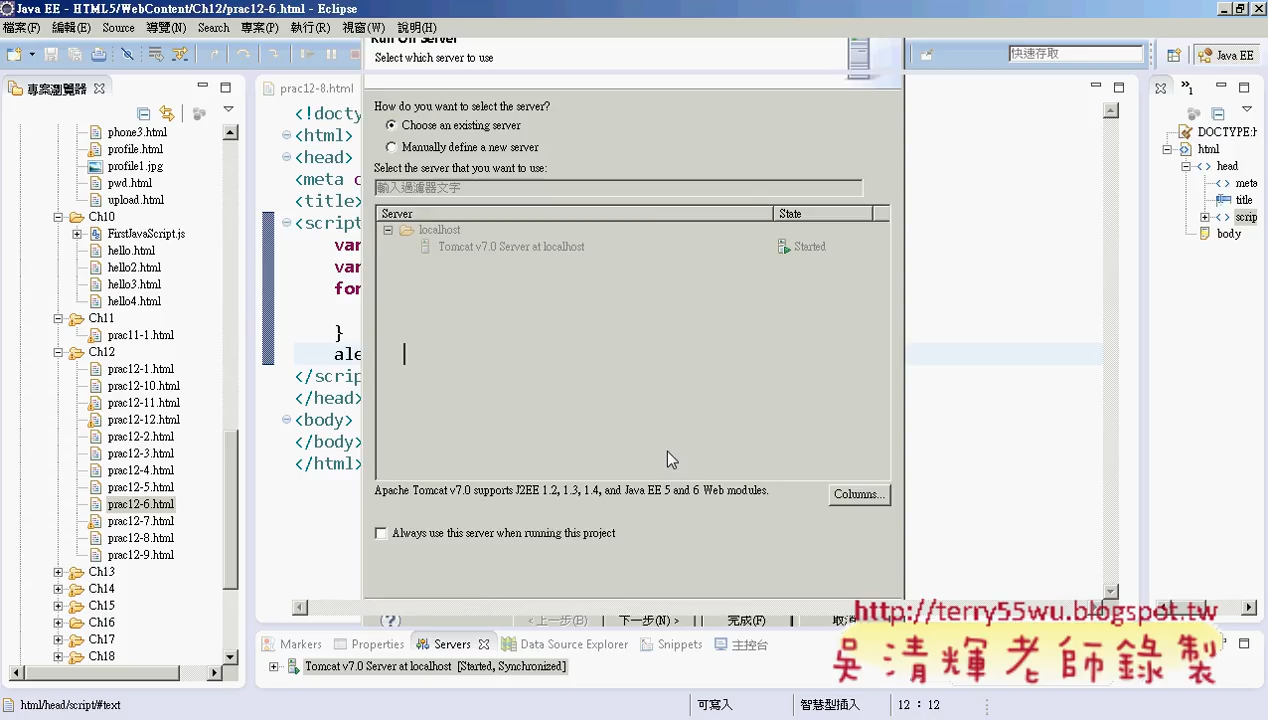 Java EE - HTML5/WebContent/Ch12/prac12-6.html - Eclipse
檔案(F) 編輯(E) Source 導覽(N) Search 專案(P) 執行(R) 視窗(W) 說明(H)
Run On Server
Select which server to use
快速存取
Java EE
專案瀏覽器
prac12-8.html
phone3.html
profile.html
profile1.jpg
pwd.html
upload.html
Ch10
FirstJavaScript.js
hello.html
hello2.html
hello3.html
hello4.html
Ch11
prac11-1.html
Ch12
prac12-1.html
prac12-10.html
prac12-11.html
prac12-12.html
prac12-2.html
prac12-3.html
prac12-4.html
prac12-5.html
prac12-6.html
prac12-7.html
prac12-8.html
prac12-9.html
Ch13
Ch14
Ch15
Ch16
Ch17
Ch18
<!docty
<html>
<head>
<meta c
<title>
<script
var
var
for
}
ale
</scrip
</head>
<body>
</body>
</html>
How do you want to select the server?
Choose an existing server
Manually define a new server
Select the server that you want to use:
輸入過濾器文字
Server State
localhost
Tomcat v7.0 Server at localhost Started
Apache Tomcat v7.0 supports J2EE 1.2, 1.3, 1.4, and Java EE 5 and 6 Web modules.
Columns...
Always use this server when running this project
< 上一步(B) 下一步(N) > 完成(F) 取消
DOCTYPE:h
html
head
meta
title
scrip
body
Markers Properties Servers Data Source Explorer Snippets 主控台
Tomcat v7.0 Server at localhost [Started, Synchronized]
http://terry55wu.blogspot.tw
吳清輝老師錄製
html/head/script/#text 可寫入 智慧型插入 12 : 12